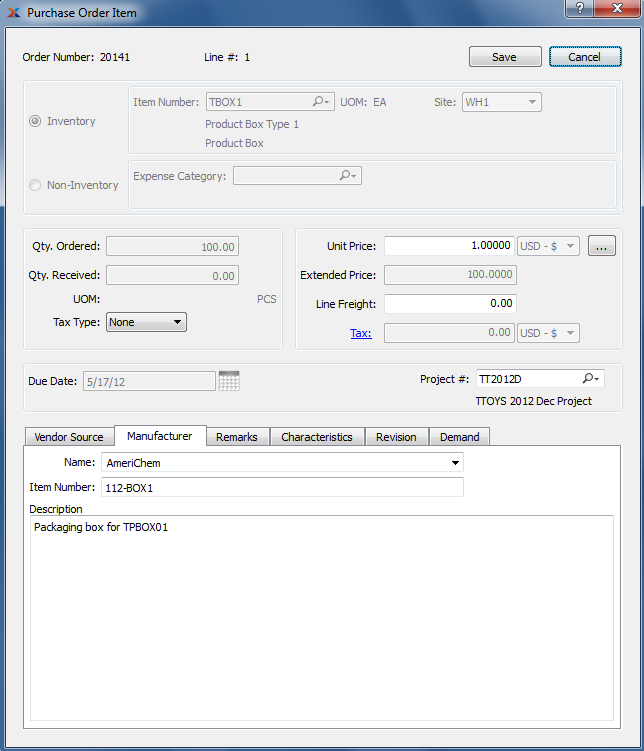 Purchase Order Item
?
Order Number: 20141 Line #: 1 Save Cancel
Inventory
Item Number: TBOX1 UOM: EA Site: WH1
Product Box Type 1
Product Box
Non-Inventory
Expense Category:
Qty. Ordered: 100.00
Qty. Received: 0.00
UOM: PCS
Tax Type: None
Unit Price: 1.00000 USD - $ ...
Extended Price: 100.0000
Line Freight: 0.00
Tax: 0.00 USD - $
Due Date: 5/17/12
Project #: TT2012D
TTOYS 2012 Dec Project
Vendor Source Manufacturer Remarks Characteristics Revision Demand
Name: AmeriChem
Item Number: 112-BOX1
Description
Packaging box for TPBOX01